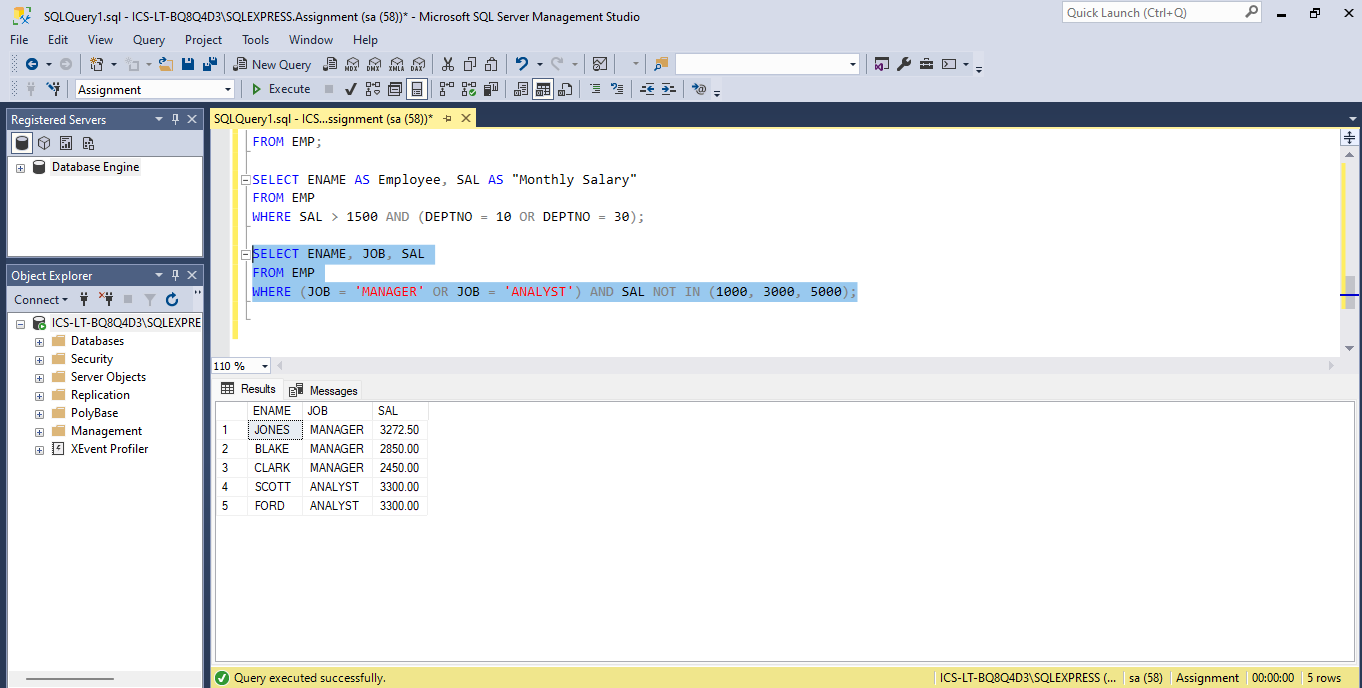 SQLQuery1.sql - ICS-LT-BQ8Q4D3\SQLEXPRESS.Assignment (sa (58))* - Microsoft SQL Server Management Studio
Quick Launch (Ctrl+Q)
File Edit View Query Project Tools Window Help
New Query MDX DMX XMLA DAX
Assignment Execute
Registered Servers
SQLQuery1.sql - ICS...ssignment (sa (58))*
Database Engine
FROM EMP;
SELECT ENAME AS Employee, SAL AS "Monthly Salary"
FROM EMP
WHERE SAL > 1500 AND (DEPTNO = 10 OR DEPTNO = 30);
SELECT ENAME, JOB, SAL
FROM EMP
WHERE (JOB = 'MANAGER' OR JOB = 'ANALYST') AND SAL NOT IN (1000, 3000, 5000);
Object Explorer
Connect
ICS-LT-BQ8Q4D3\SQLEXPRE
Databases
Security
Server Objects
Replication
PolyBase
Management
XEvent Profiler
110 %
Results Messages
ENAME JOB SAL
1 JONES MANAGER 3272.50
2 BLAKE MANAGER 2850.00
3 CLARK MANAGER 2450.00
4 SCOTT ANALYST 3300.00
5 FORD ANALYST 3300.00
Query executed successfully. ICS-LT-BQ8Q4D3\SQLEXPRESS (... sa (58) Assignment 00:00:00 5 rows